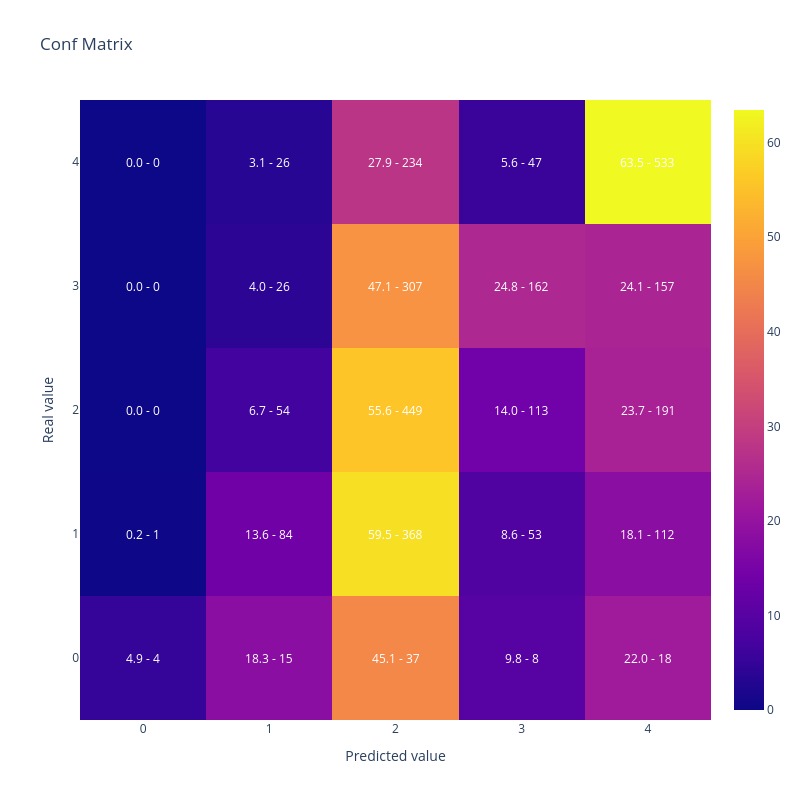 Conf Matrix
60
4 0.0 - 0 3.1 - 26 27.9 - 234 5.6 - 47 63.5 - 533
50
3 0.0 - 0 4.0 - 26 47.1 - 307 24.8 - 162 24.1 - 157
40
30
Real value
2 0.0 - 0 6.7 - 54 55.6 - 449 14.0 - 113 23.7 - 191
20
1 0.2 - 1 13.6 - 84 59.5 - 368 8.6 - 53 18.1 - 112
10
0 4.9 - 4 18.3 - 15 45.1 - 37 9.8 - 8 22.0 - 18
0
0 1 2 3 4
Predicted value